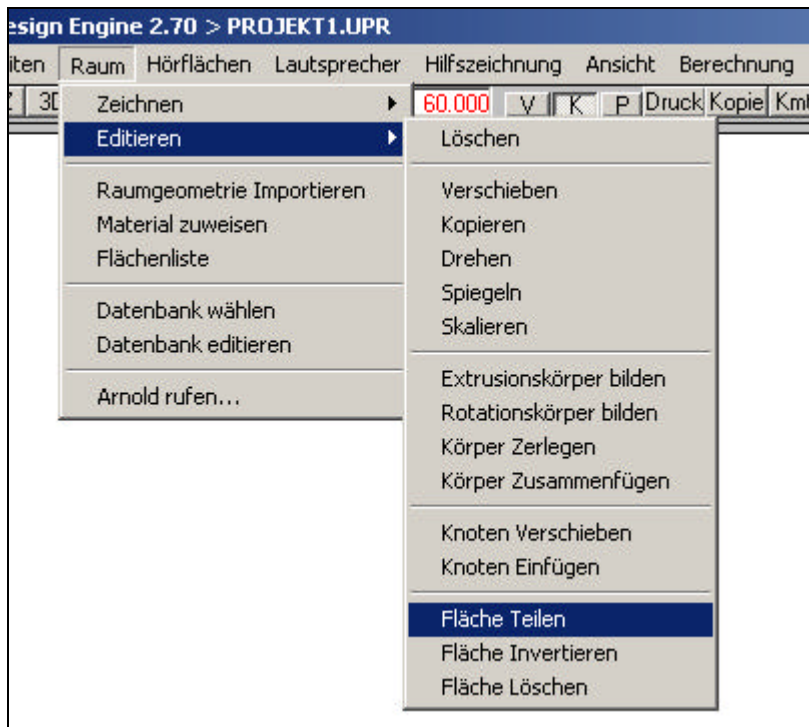 esign Engine 2.70 > PROJEKT1.UPR
iten Raum Hörflächen Lautsprecher Hilfszeichnung Ansicht Berechnung
Z 3D 60.000 V K P Druck Kopie Kmt
Zeichnen
Editieren
Raumgeometrie Importieren
Material zuweisen
Flächenliste
Datenbank wählen
Datenbank editieren
Arnold rufen...
Löschen
Verschieben
Kopieren
Drehen
Spiegeln
Skalieren
Extrusionskörper bilden
Rotationskörper bilden
Körper Zerlegen
Körper Zusammenfügen
Knoten Verschieben
Knoten Einfügen
Fläche Teilen
Fläche Invertieren
Fläche Löschen